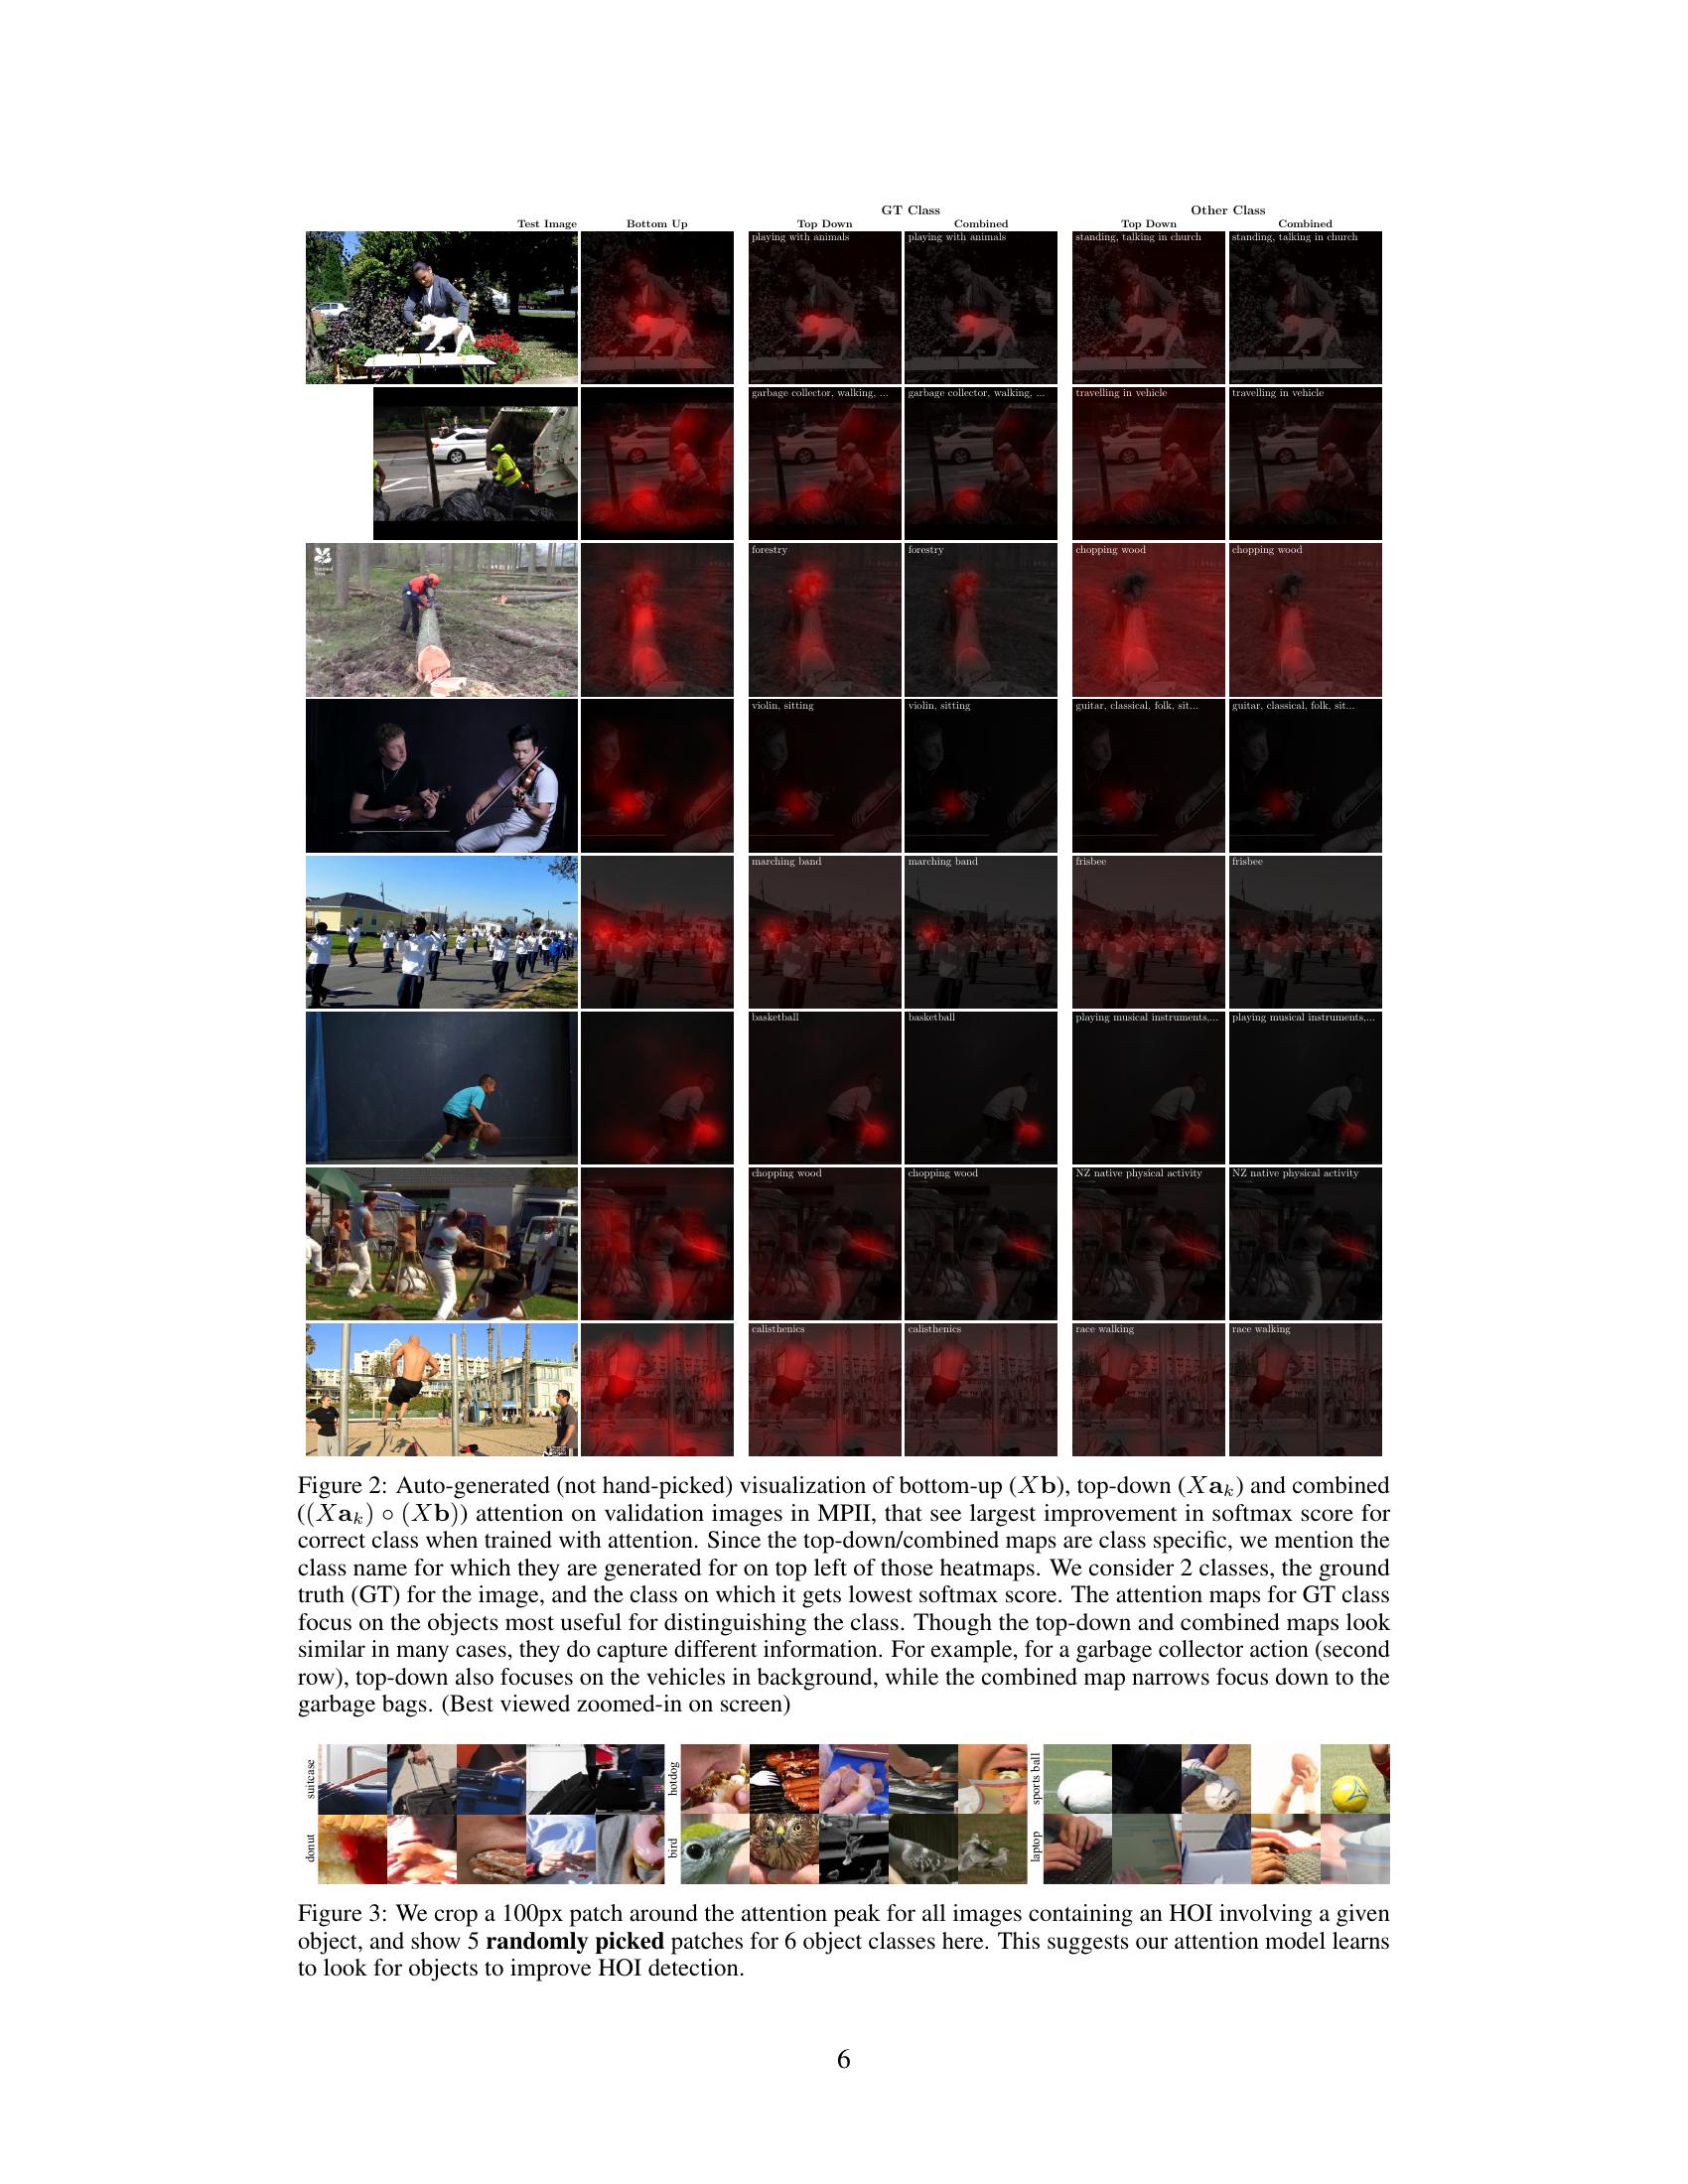 GT Class Other Class
Test Image Bottom Up Top Down Combined Top Down Combined
playing with animals playing with animals standing, talking in church standing, talking in church
garbage collector, walking, ... garbage collector, walking, ... travelling in vehicle travelling in vehicle
forestry forestry chopping wood chopping wood
violin, sitting violin, sitting guitar, classical, folk, sit... guitar, classical, folk, sit...
marching band marching band frisbee frisbee
basketball basketball playing musical instruments,... playing musical instruments,...
chopping wood chopping wood NZ native physical activity NZ native physical activity
calisthenics calisthenics race walking race walking
Figure 2: Auto-generated (not hand-picked) visualization of bottom-up (Xb), top-down (Xaₖ) and combined
((Xaₖ) ∘ (Xb)) attention on validation images in MPII, that see largest improvement in softmax score for
correct class when trained with attention. Since the top-down/combined maps are class specific, we mention the
class name for which they are generated for on top left of those heatmaps. We consider 2 classes, the ground
truth (GT) for the image, and the class on which it gets lowest softmax score. The attention maps for GT class
focus on the objects most useful for distinguishing the class. Though the top-down and combined maps look
similar in many cases, they do capture different information. For example, for a garbage collector action (second
row), top-down also focuses on the vehicles in background, while the combined map narrows focus down to the
garbage bags. (Best viewed zoomed-in on screen)
suitcase hotdog sports ball
donut bird laptop
Figure 3: We crop a 100px patch around the attention peak for all images containing an HOI involving a given
object, and show 5 randomly picked patches for 6 object classes here. This suggests our attention model learns
to look for objects to improve HOI detection.
6